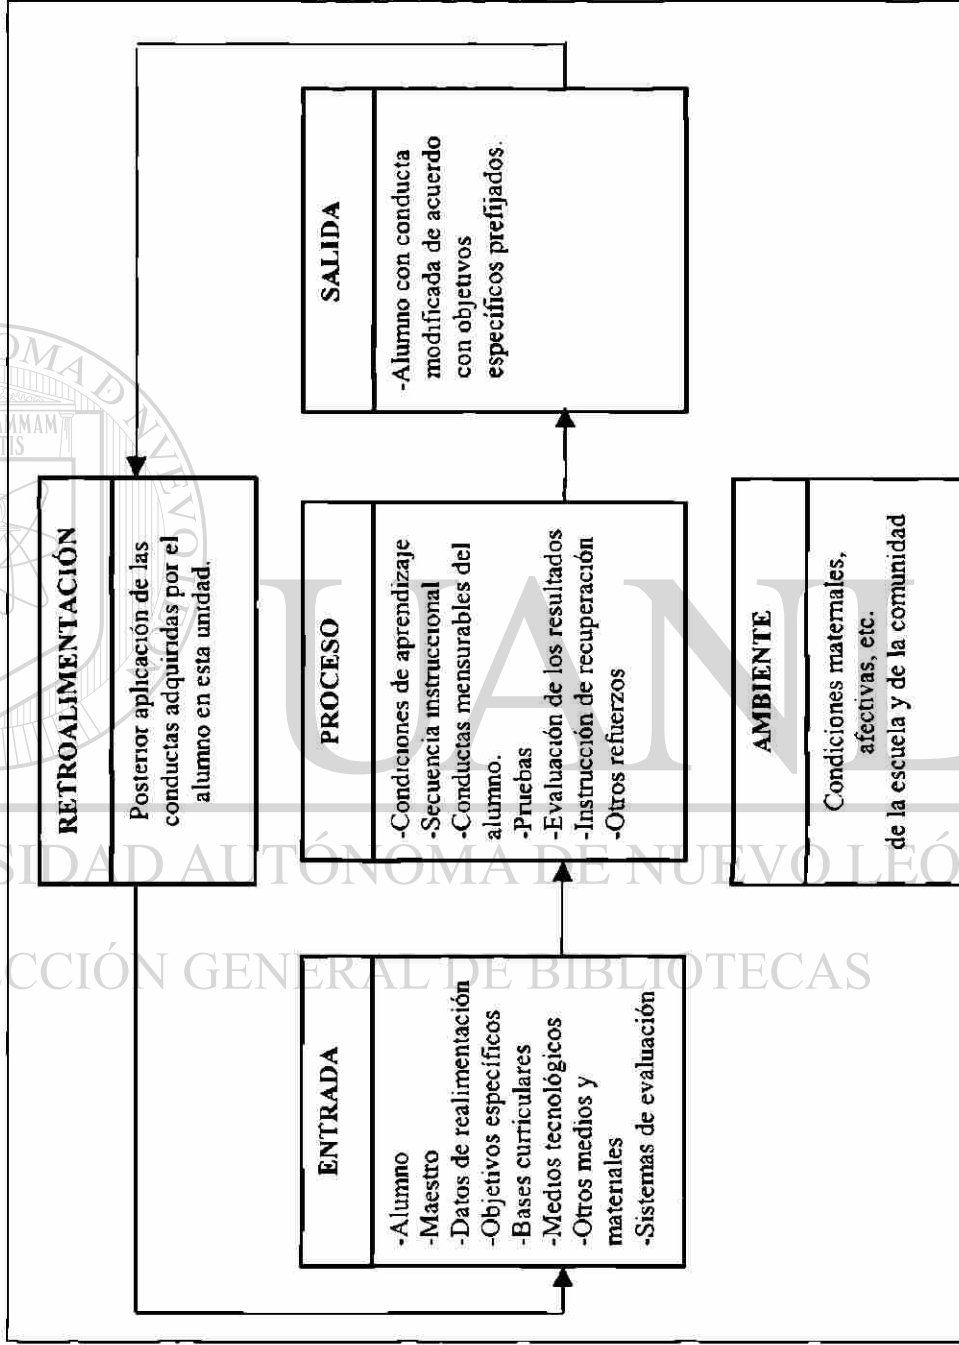 RETROALIMENTACIÓN
Posterior aplicación de las
conductas adquiridas por el
alumno en esta unidad.
ENTRADA
-Alumno
-Maestro
-Datos de realimentación
-Objetivos específicos
-Bases curriculares
-Medios tecnológicos
-Otros medios y
materiales
-Sistemas de evaluación
PROCESO
-Condiciones de aprendizaje
-Secuencia instruccional
-Conductas mensurables del
alumno.
-Pruebas
-Evaluación de los resultados
-Instrucción de recuperación
-Otros refuerzos
SALIDA
-Alumno con conducta
modificada de acuerdo
con objetivos
específicos prefijados.
AMBIENTE
Condiciones maternales,
afectivas, etc.
de la escuela y de la comunidad
UANL
SIDAD AUTÓNOMA DE NUEVO LEÓ
CCIÓN GENERAL DE BIBLIOTECAS